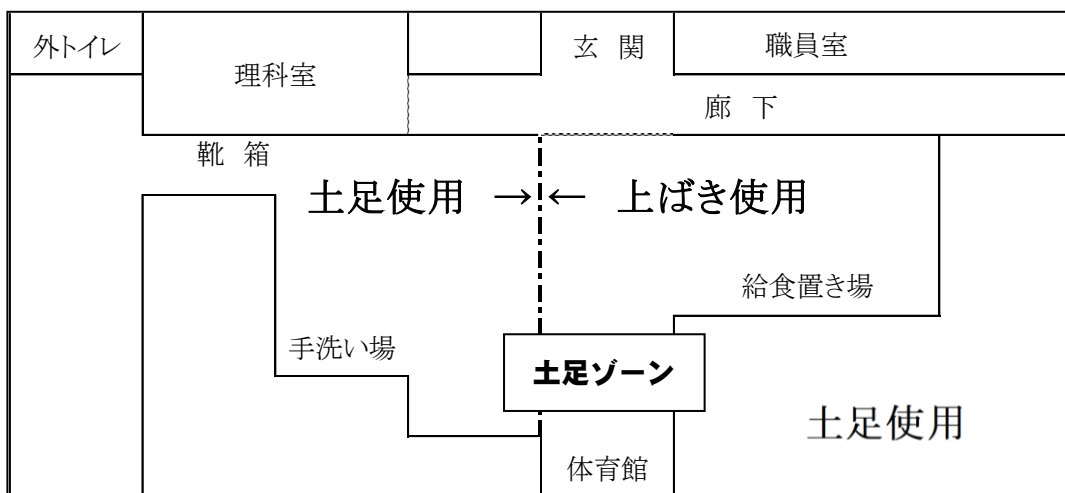 外トイレ
理科室
玄　関
職員室
廊　下
靴　箱
土足使用　→←　上ばき使用
給食置き場
手洗い場
土足ゾーン
土足使用
体育館